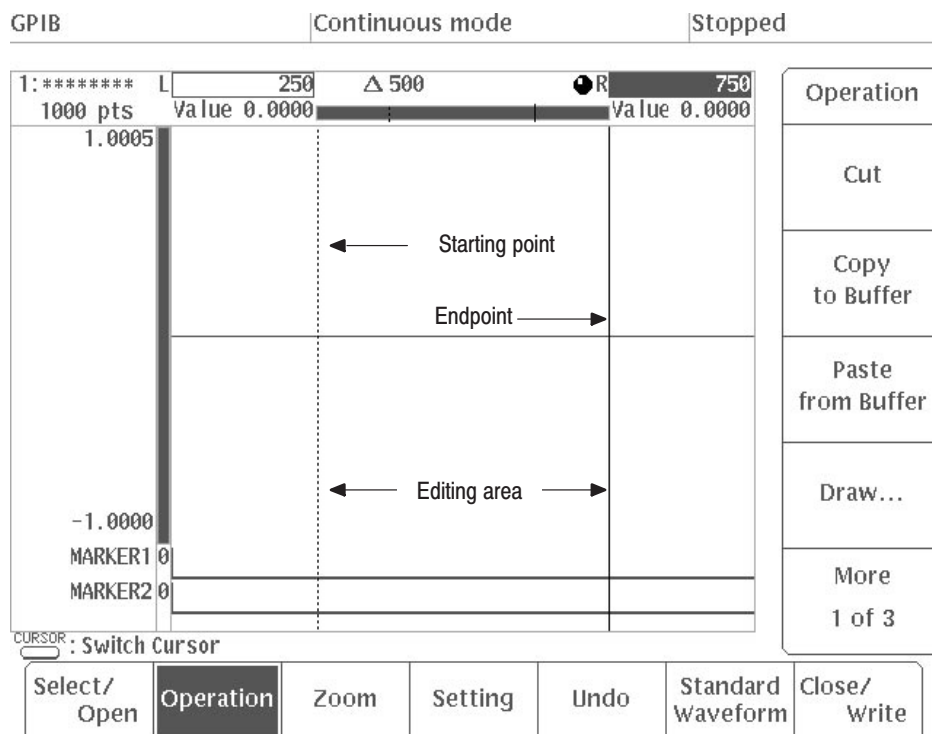 GPIB Continuous mode Stopped
1:******** L 250 Δ 500 R 750
1000 pts Value 0.0000 Value 0.0000
1.0005
Starting point
Endpoint
Editing area
-1.0000
MARKER1 0
MARKER2 0
CURSOR : Switch Cursor
Operation
Cut
Copy
to Buffer
Paste
from Buffer
Draw...
More
1 of 3
Select/
Open
Operation
Zoom
Setting
Undo
Standard
Waveform
Close/
Write